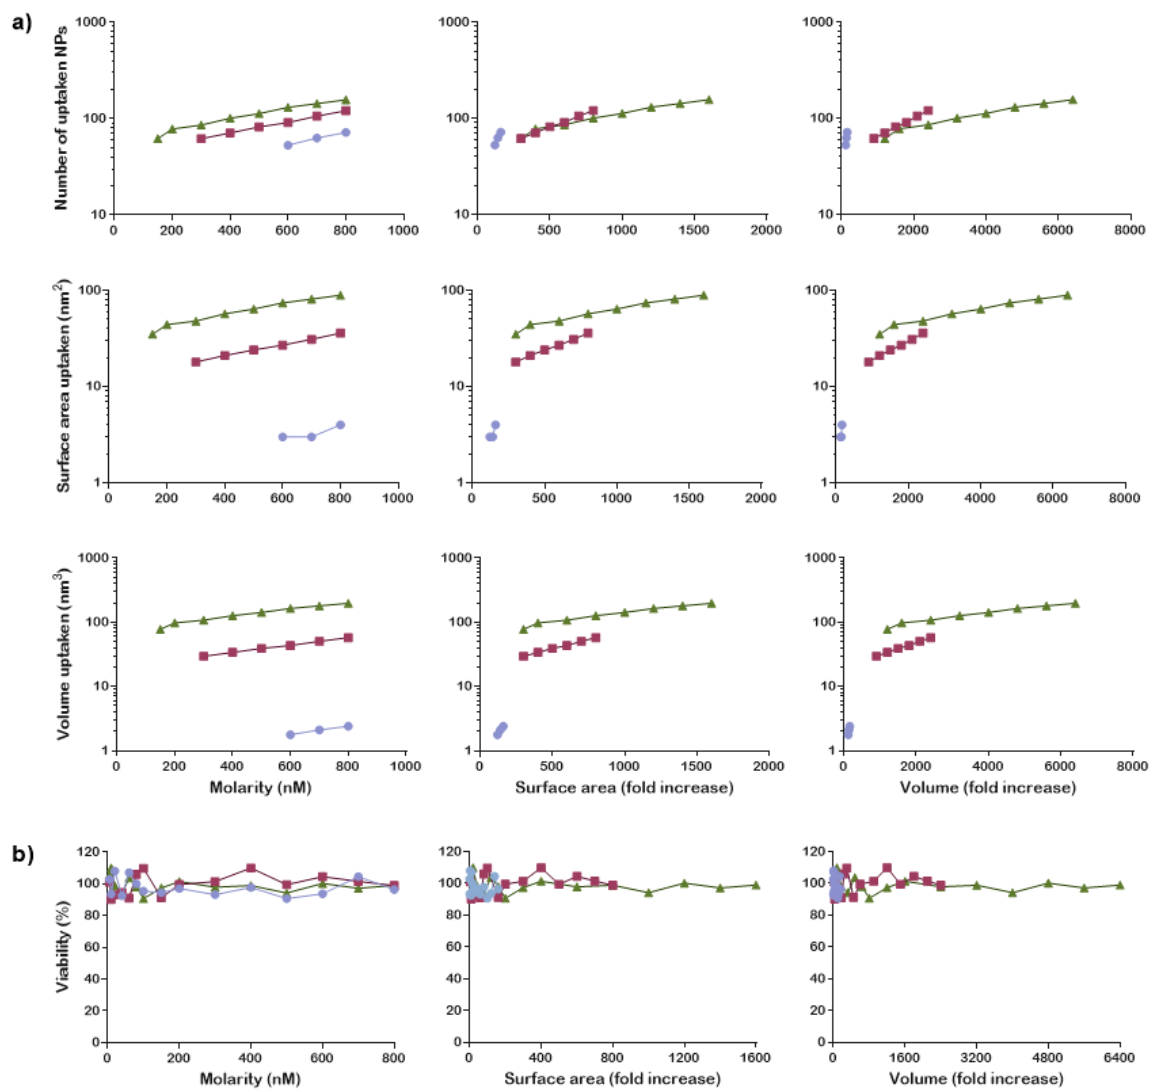 a)
Number of uptaken NPs
1000
100
10
0 200 400 600 800 1000
1000
100
10
0 500 1000 1500 2000
1000
100
10
0 2000 4000 6000 8000
Surface area uptaken (nm²)
100
10
1
0 200 400 600 800 1000
100
10
1
0 500 1000 1500 2000
100
10
1
0 2000 4000 6000 8000
Volume uptaken (nm³)
1000
100
10
1
0 200 400 600 800 1000
Molarity (nM)
1000
100
10
1
0 500 1000 1500 2000
Surface area (fold increase)
1000
100
10
1
0 2000 4000 6000 8000
Volume (fold increase)
b)
Viability (%)
120
100
80
60
40
20
0
0 200 400 600 800
Molarity (nM)
120
100
80
60
40
20
0
0 400 800 1200 1600
Surface area (fold increase)
120
100
80
60
40
20
0
0 1600 3200 4800 6400
Volume (fold increase)